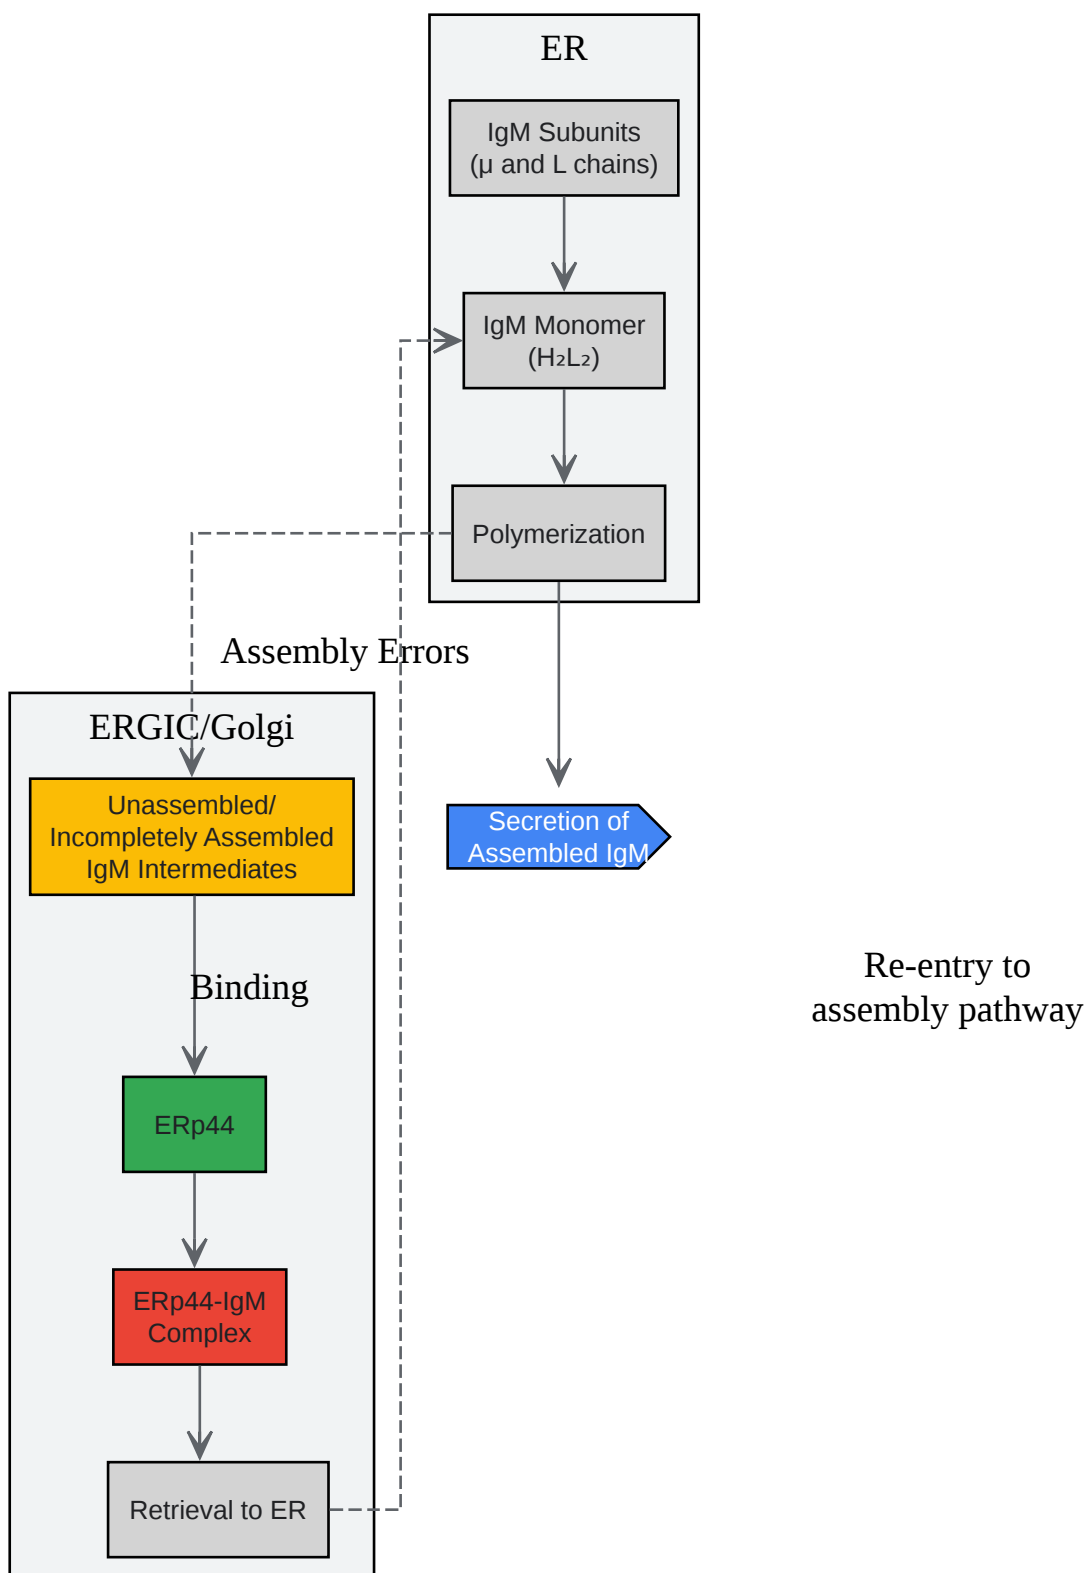 ER
IgM Subunits
(μ and L chains)
IgM Monomer
(H₂L₂)
Polymerization
Assembly Errors
ERGIC/Golgi
Unassembled/
Incompletely Assembled
IgM Intermediates
Secretion of
Assembled IgM
Binding
Re-entry to
assembly pathway
ERp44
ERp44-IgM
Complex
Retrieval to ER